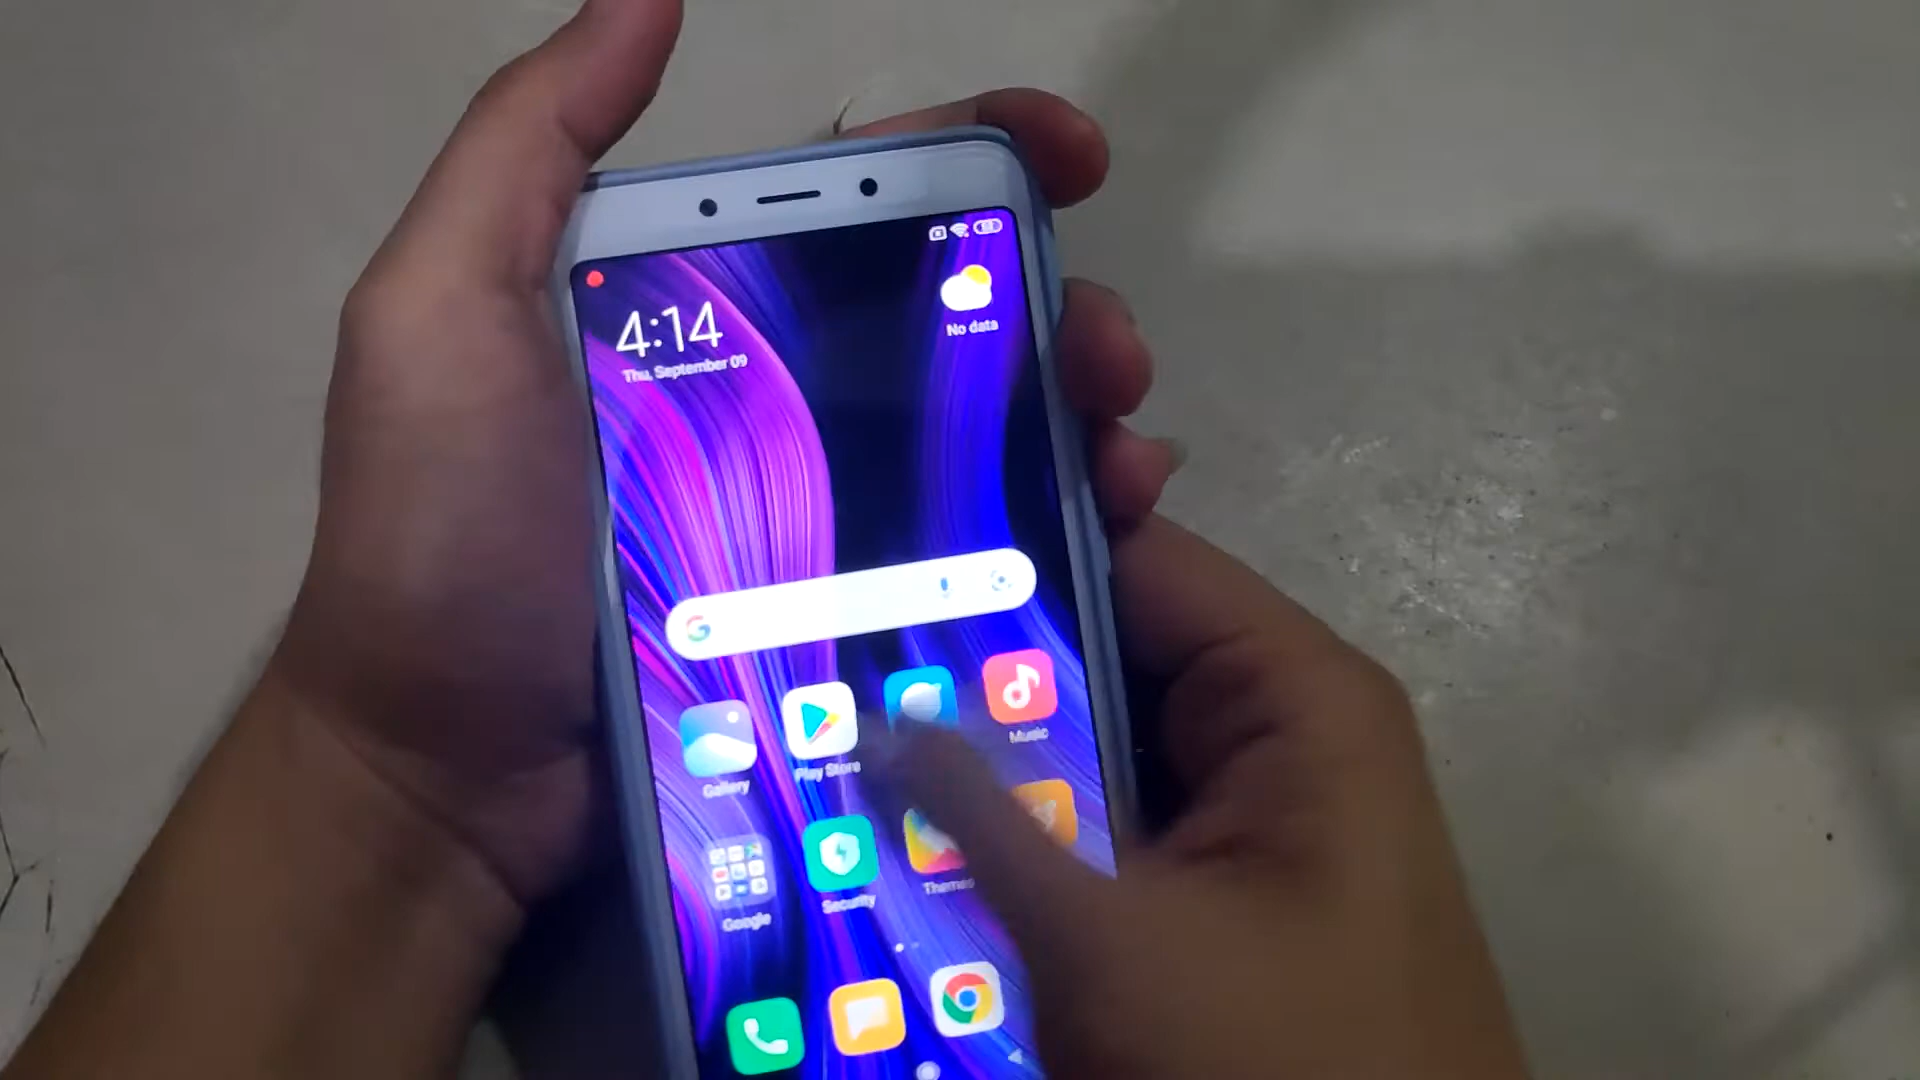 4:14
Thu, September 09
No data
Gallery
Play Store
Music
Google
Security
Themes